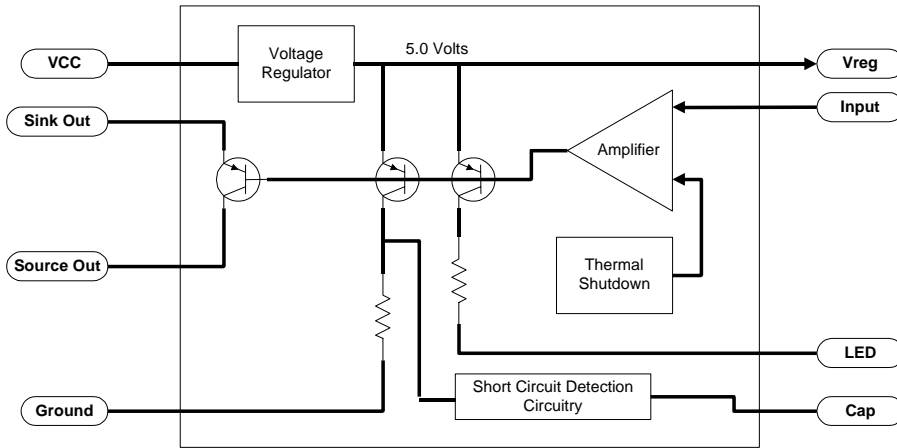 VCC
Voltage
Regulator
5.0 Volts
Vreg
Sink Out
Input
Amplifier
Source Out
Thermal
Shutdown
LED
Ground
Short Circuit Detection
Circuitry
Cap